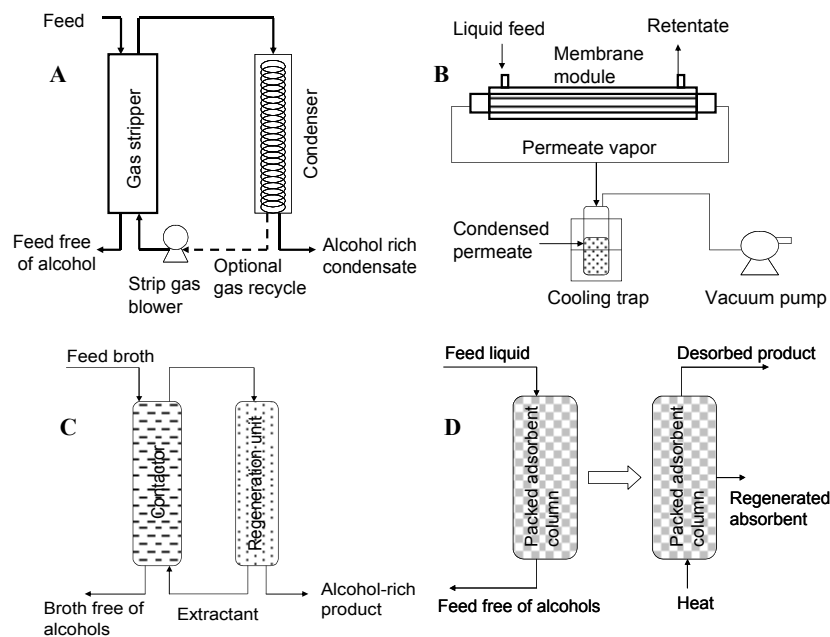 Feed
A
Gas stripper
Condenser
Feed free
of alcohol
Strip gas
blower
Optional
gas recycle
Alcohol rich
condensate
B
Liquid feed
Retentate
Membrane
module
Permeate vapor
Condensed
permeate
Cooling trap
Vacuum pump
Feed broth
C
Contactor
Regeneration unit
Broth free of
alcohols
Extractant
Alcohol-rich
product
Feed liquid
Desorbed product
D
Packed adsorbent
column
Packed adsorbent
column
Regenerated
absorbent
Feed free of alcohols
Heat